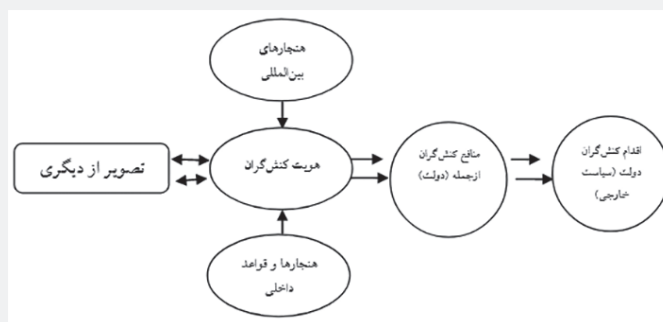 هنجارهای
بین‌المللی
تصویر از دیگری
هویت کنش‌گران
منافع کنش‌گران
ازجمله (دولت)
اقدام کنش‌گران
دولت (سیاست
خارجی)
هنجارها و قواعد
داخلی